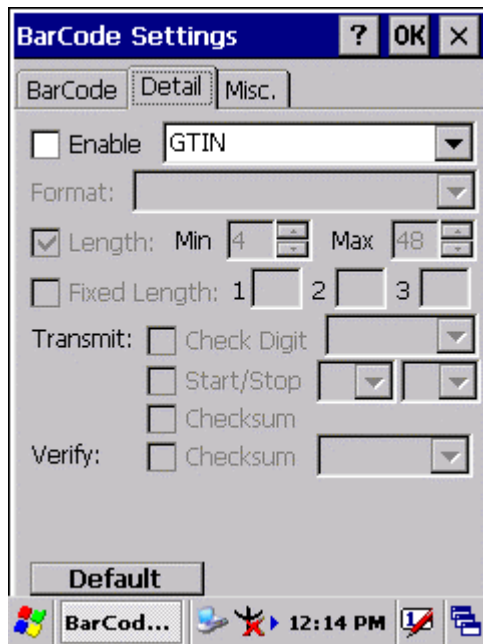 BarCode Settings ? OK ×
BarCode Detail Misc.
Enable GTIN
Format:
Length: Min 4 Max 48
Fixed Length: 1 2 3
Transmit: Check Digit
Start/Stop
Checksum
Verify: Checksum
Default
BarCod... 12:14 PM